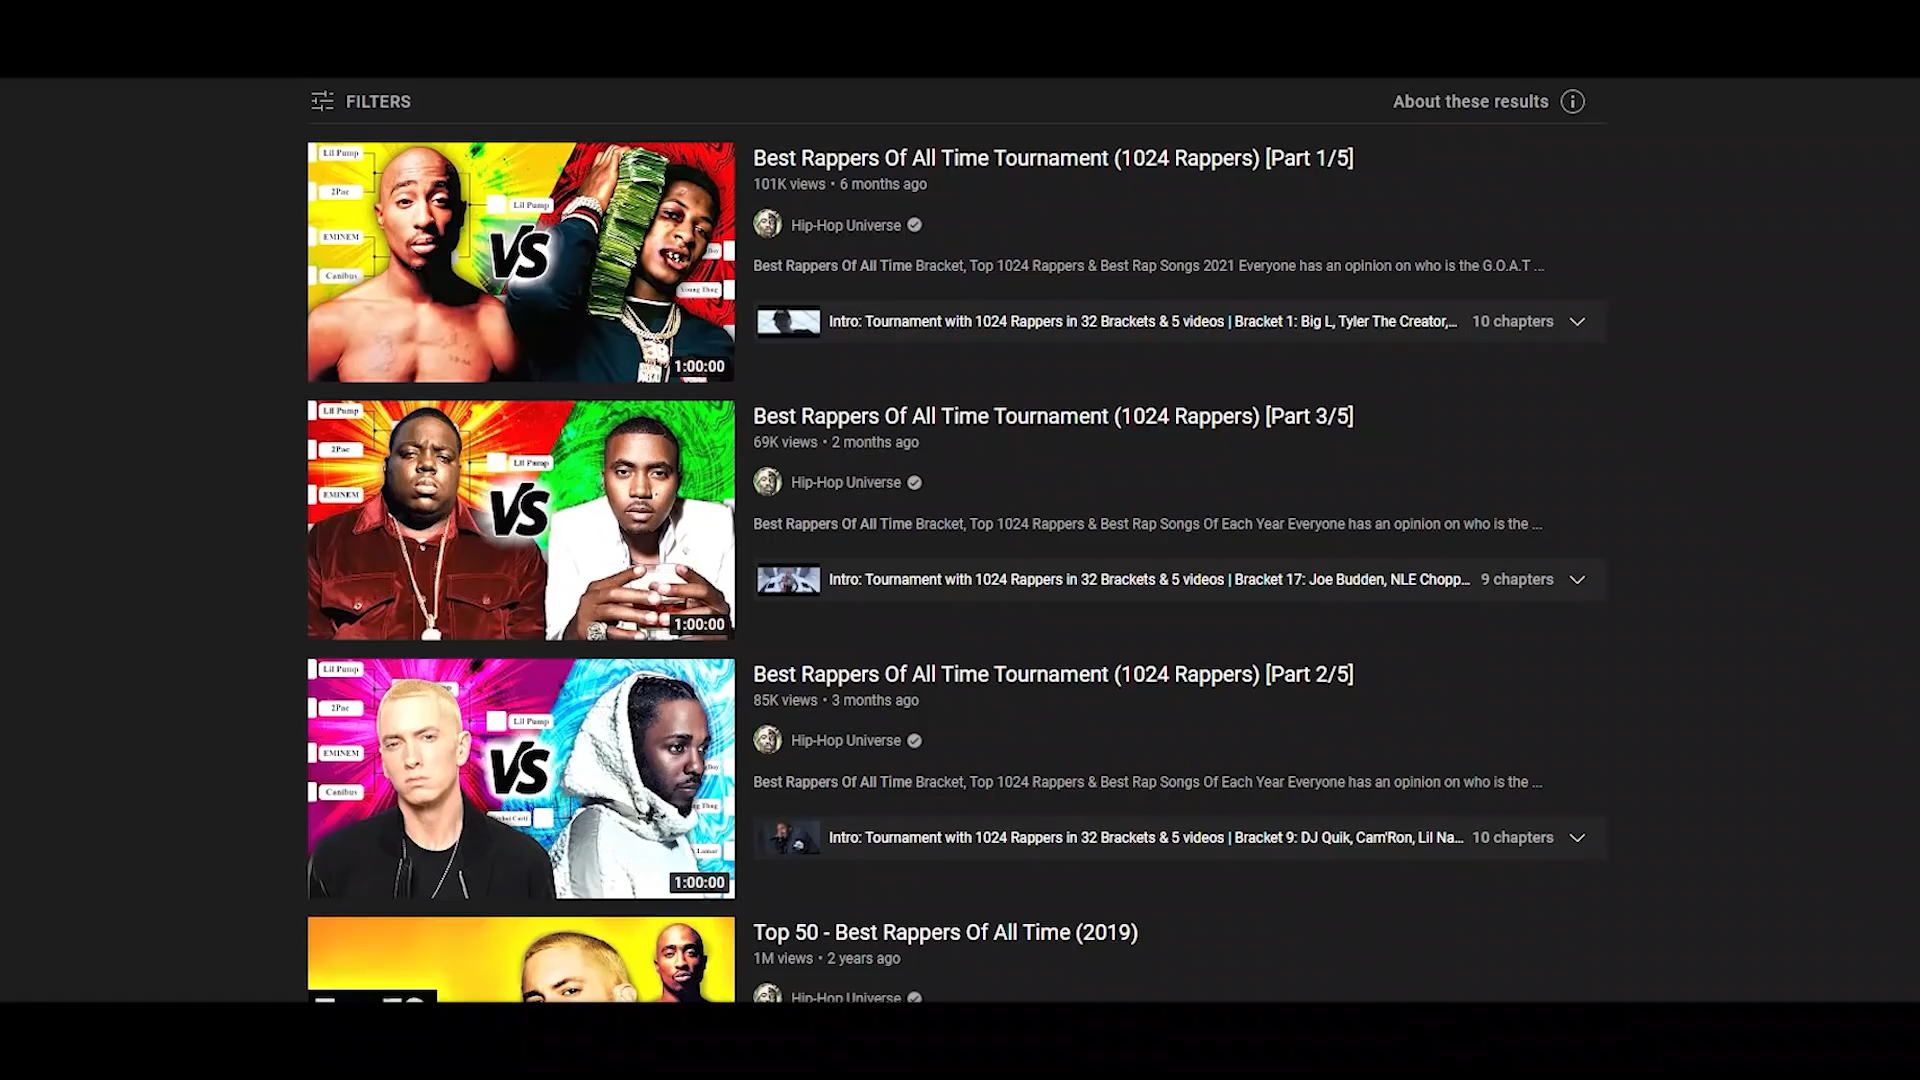 FILTERS
About these results
Lil Pump
2Pac
EMINEM
Canibus
Lil Pump
VS
Young Thug
1:00:00
Best Rappers Of All Time Tournament (1024 Rappers) [Part 1/5]
101K views • 6 months ago
Hip-Hop Universe
Best Rappers Of All Time Bracket, Top 1024 Rappers & Best Rap Songs 2021 Everyone has an opinion on who is the G.O.A.T ...
Intro: Tournament with 1024 Rappers in 32 Brackets & 5 videos | Bracket 1: Big L, Tyler The Creator,...
10 chapters
Lil Pump
2Pac
EMINEM
Lil Pump
VS
1:00:00
Best Rappers Of All Time Tournament (1024 Rappers) [Part 3/5]
69K views • 2 months ago
Hip-Hop Universe
Best Rappers Of All Time Bracket, Top 1024 Rappers & Best Rap Songs Of Each Year Everyone has an opinion on who is the ...
Intro: Tournament with 1024 Rappers in 32 Brackets & 5 videos | Bracket 17: Joe Budden, NLE Chopp...
9 chapters
Lil Pump
2Pac
EMINEM
Canibus
Lil Pump
VS
Lamar
1:00:00
Best Rappers Of All Time Tournament (1024 Rappers) [Part 2/5]
85K views • 3 months ago
Hip-Hop Universe
Best Rappers Of All Time Bracket, Top 1024 Rappers & Best Rap Songs Of Each Year Everyone has an opinion on who is the ...
Intro: Tournament with 1024 Rappers in 32 Brackets & 5 videos | Bracket 9: DJ Quik, Cam'Ron, Lil Na...
10 chapters
Top 50 - Best Rappers Of All Time (2019)
1M views • 2 years ago
Hip-Hop Universe